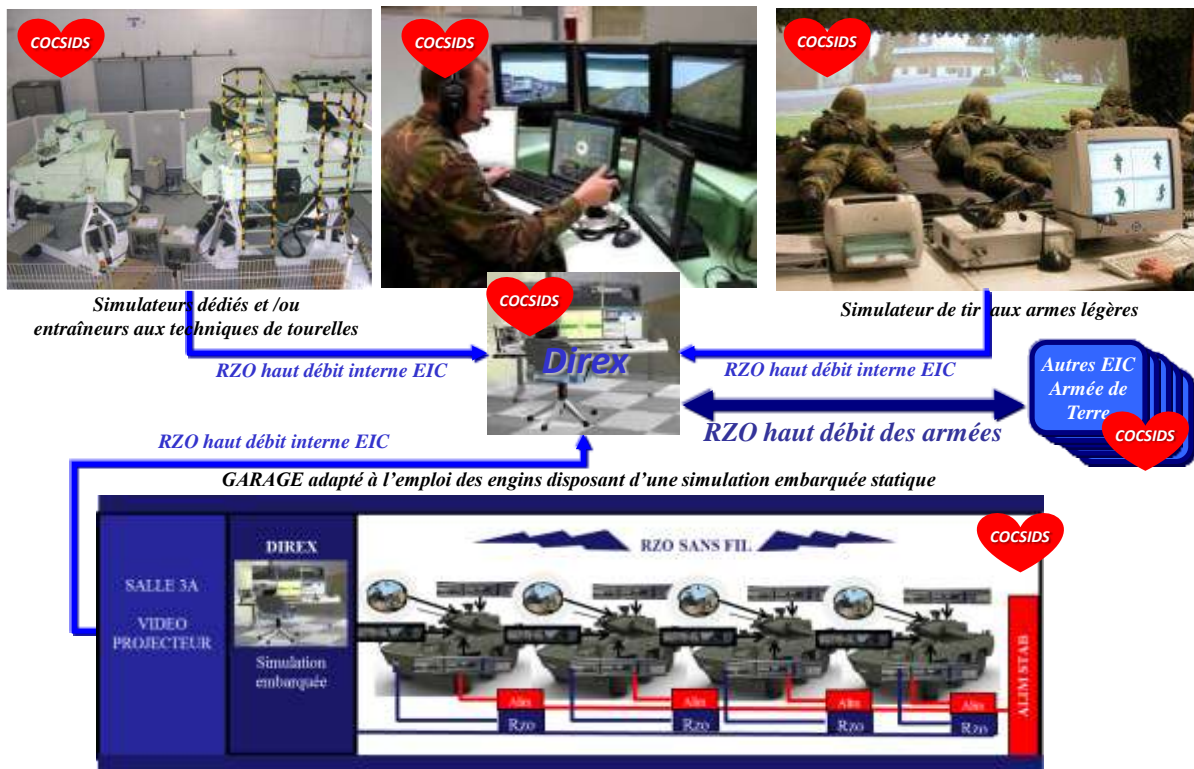 COCSIDS
COCSIDS
COCSIDS
Simulateurs dédiés et /ou
entraîneurs aux techniques de tourelles
Simulateur de tir aux armes légères
COCSIDS
Direx
RZO haut débit interne EIC
RZO haut débit interne EIC
Autres EIC
Armée de
Terre
COCSIDS
RZO haut débit des armées
RZO haut débit interne EIC
GARAGE adapté à l'emploi des engins disposant d'une simulation embarquée statique
COCSIDS
SALLE 3A
VIDEO
PROJECTEUR
DIREX
Simulation
embarquée
RZO SANS FIL
Alim
Rzo
Alim
Rzo
Alim
Rzo
Alim
Rzo
ALIM STAB